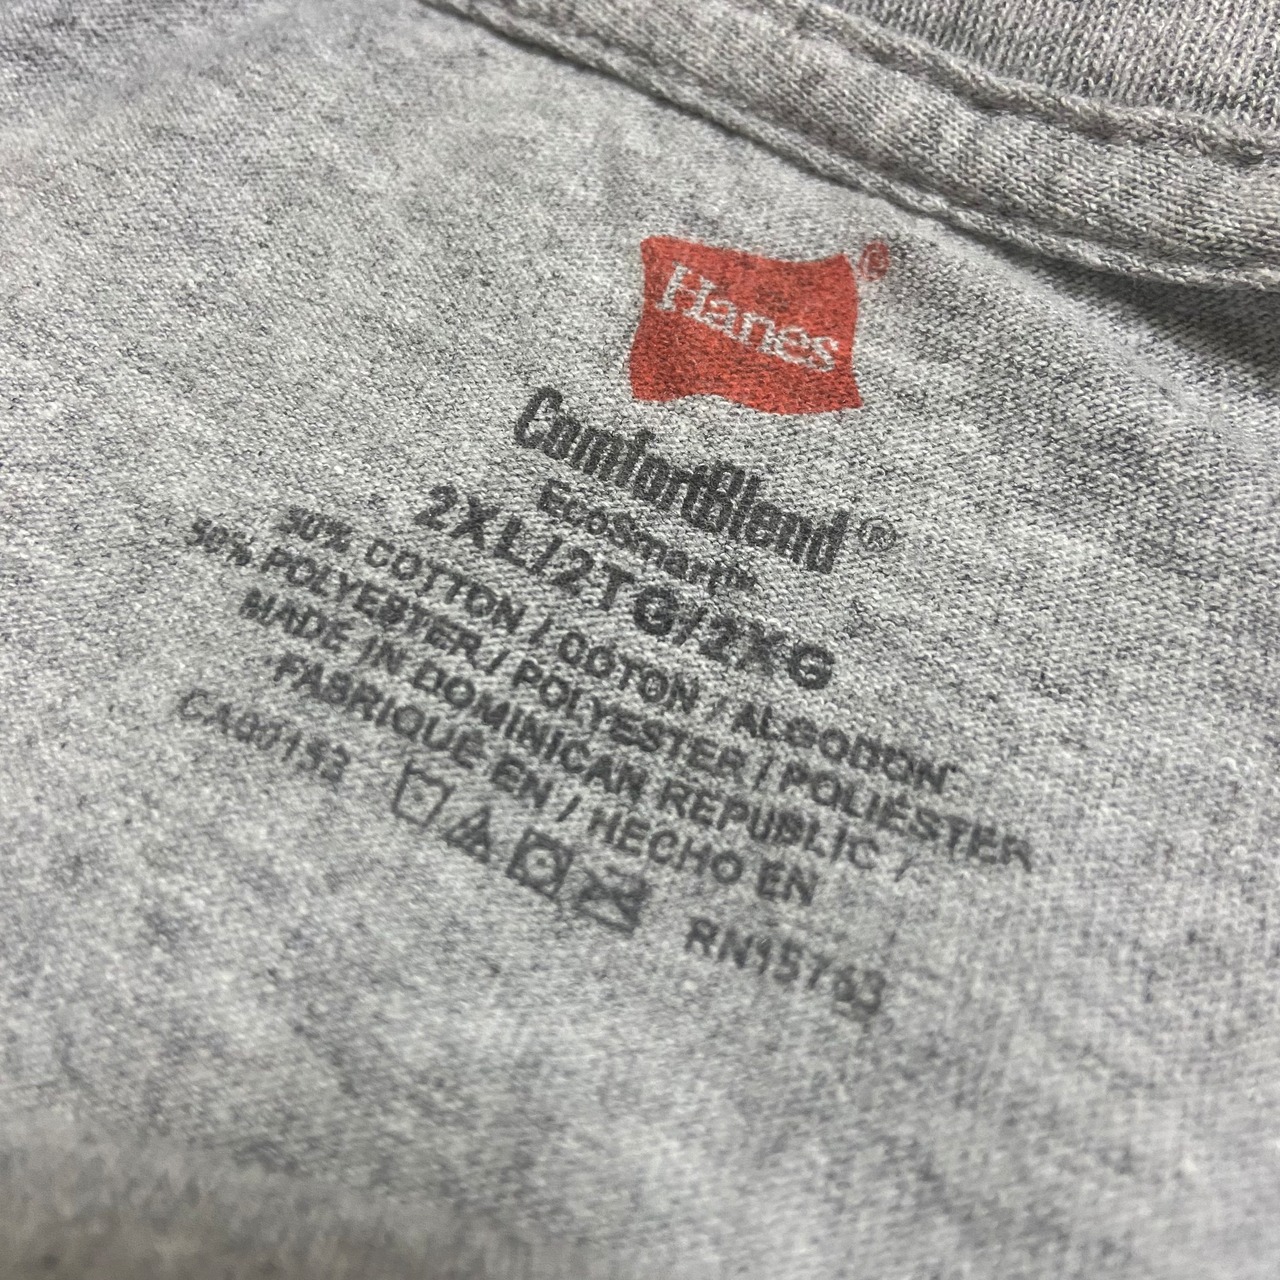 Hanes®
ComfortBlend®
EcoSmart™
2XL/2TG/2XG
50% COTTON / COTON / ALGODON
50% POLYESTER / POLYESTER / POLIÉSTER
MADE IN DOMINICAN REPUBLIC /
FABRIQUÉ EN / HECHO EN
CA00153 RN15763